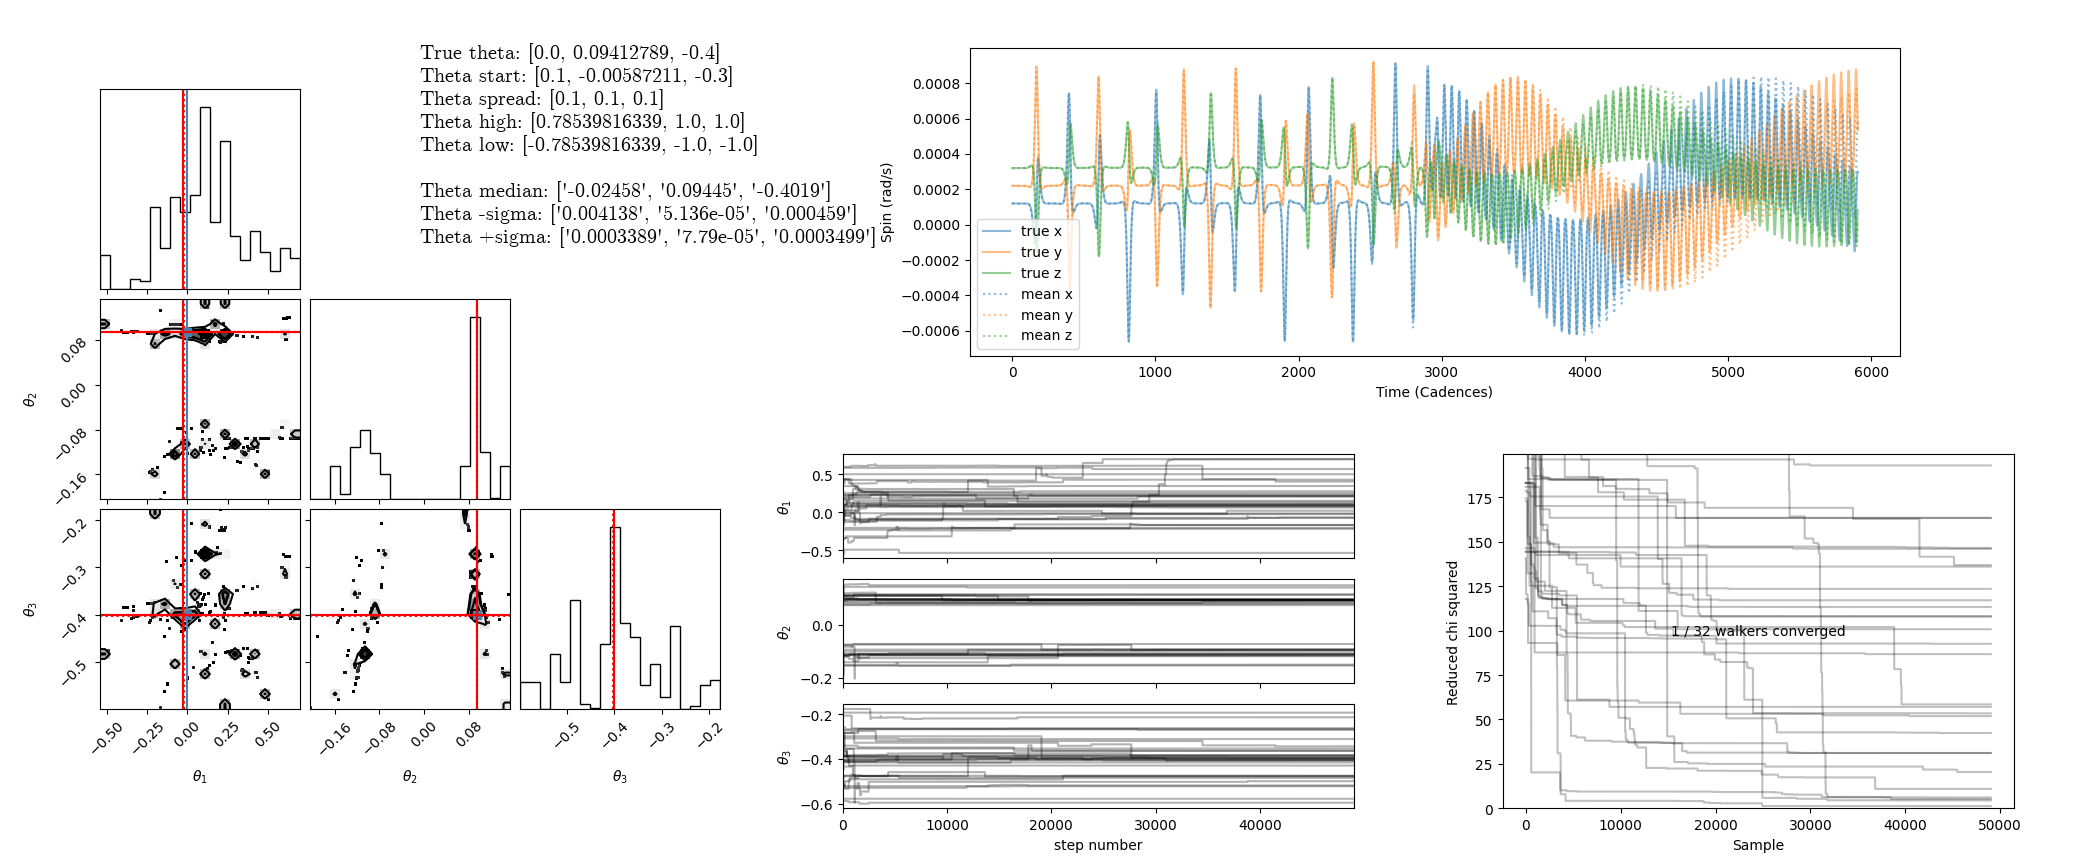 True theta: [0.0, 0.09412789, -0.4]
Theta start: [0.1, -0.00587211, -0.3]
Theta spread: [0.1, 0.1, 0.1]
Theta high: [0.78539816339, 1.0, 1.0]
Theta low: [-0.78539816339, -1.0, -1.0]
Theta median: ['-0.02458', '0.09445', '-0.4019']
Theta -sigma: ['0.004138', '5.136e-05', '0.000459']
Theta +sigma: ['0.0003389', '7.79e-05', '0.0003499']
θ2
0.08
0.00
−0.08
−0.16
θ3
−0.2
−0.3
−0.4
−0.5
−0.50 −0.25 0.00 0.25 0.50
θ1
−0.16 −0.08 0.00 0.08
θ2
−0.5 −0.4 −0.3 −0.2
θ3
Spin (rad/s)
0.0008
0.0006
0.0004
0.0002
0.0000
−0.0002
−0.0004
−0.0006
true x
true y
true z
mean x
mean y
mean z
0 1000 2000 3000 4000 5000 6000
Time (Cadences)
θ1
0.5
0.0
−0.5
θ2
0.0
−0.2
θ3
−0.2
−0.4
−0.6
0 10000 20000 30000 40000
step number
Reduced chi squared
175
150
125
100
75
50
25
0
1 / 32 walkers converged
0 10000 20000 30000 40000 50000
Sample